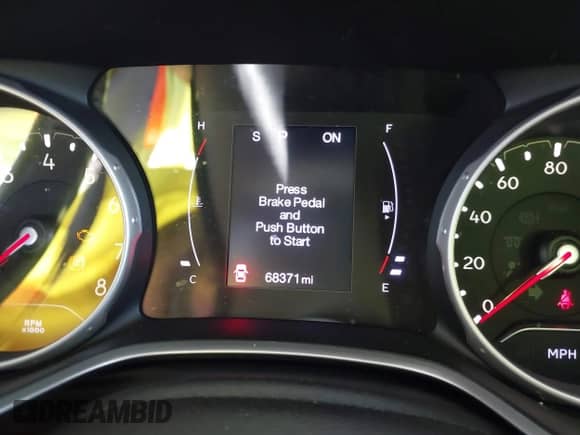 H
F
S P ON
Press
Brake Pedal
and
Push Button
to Start
68371 mi
C
E
4
5
6
7
8
RPM
x1000
0
20
40
60
80
MPH
DREAMBID